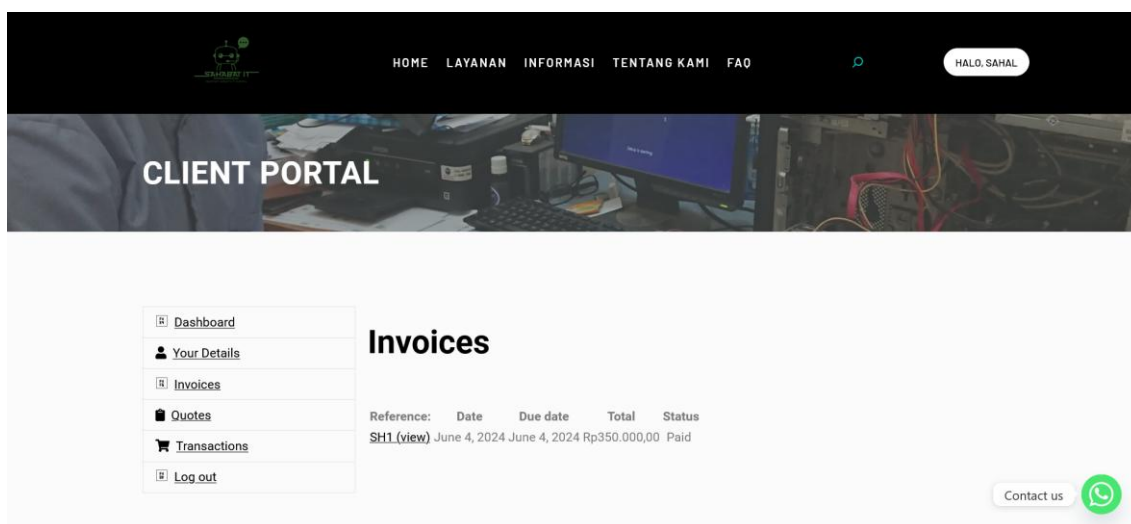 SAHABAT IT
HOME LAYANAN INFORMASI TENTANG KAMI FAQ
HALO, SAHAL
CLIENT PORTAL
Dashboard
Your Details
Invoices
Quotes
Transactions
Log out
Invoices
Reference: Date Due date Total Status
SH1 (view) June 4, 2024 June 4, 2024 Rp350.000,00 Paid
Contact us